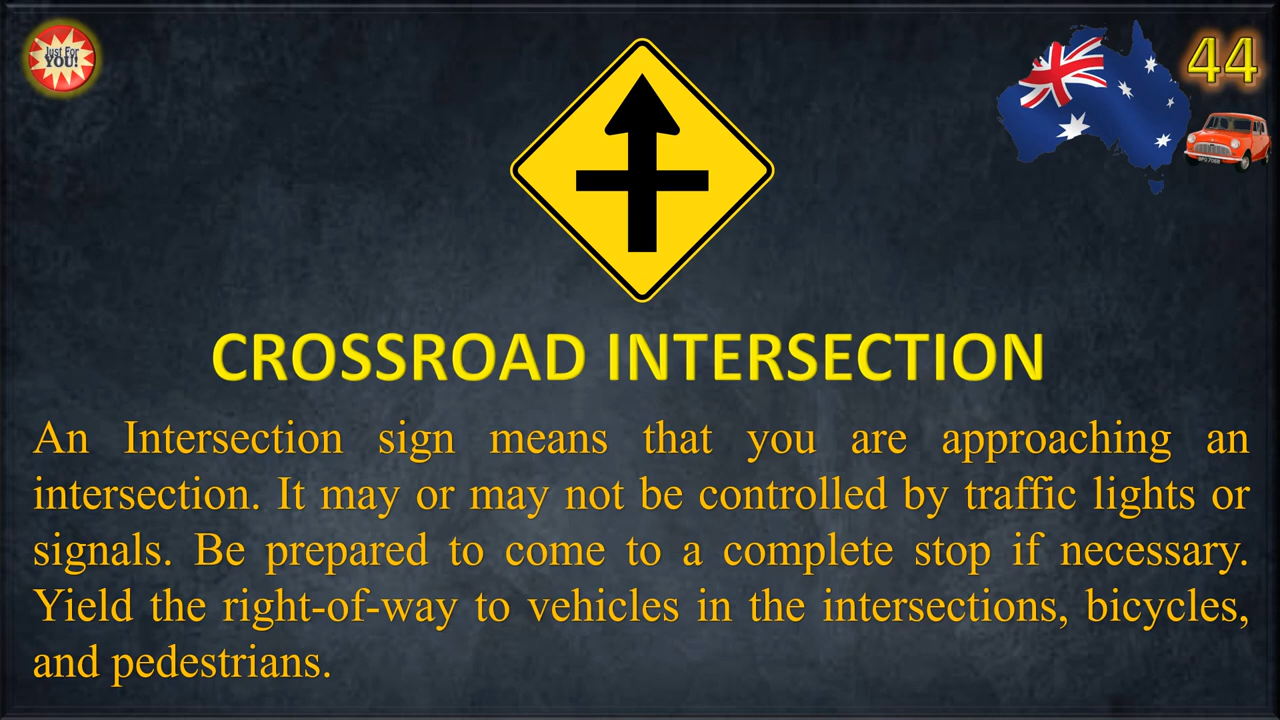 Just For
YOU!
44
CROSSROAD INTERSECTION
An Intersection sign means that you are approaching an
intersection. It may or may not be controlled by traffic lights or
signals. Be prepared to come to a complete stop if necessary.
Yield the right-of-way to vehicles in the intersections, bicycles,
and pedestrians.